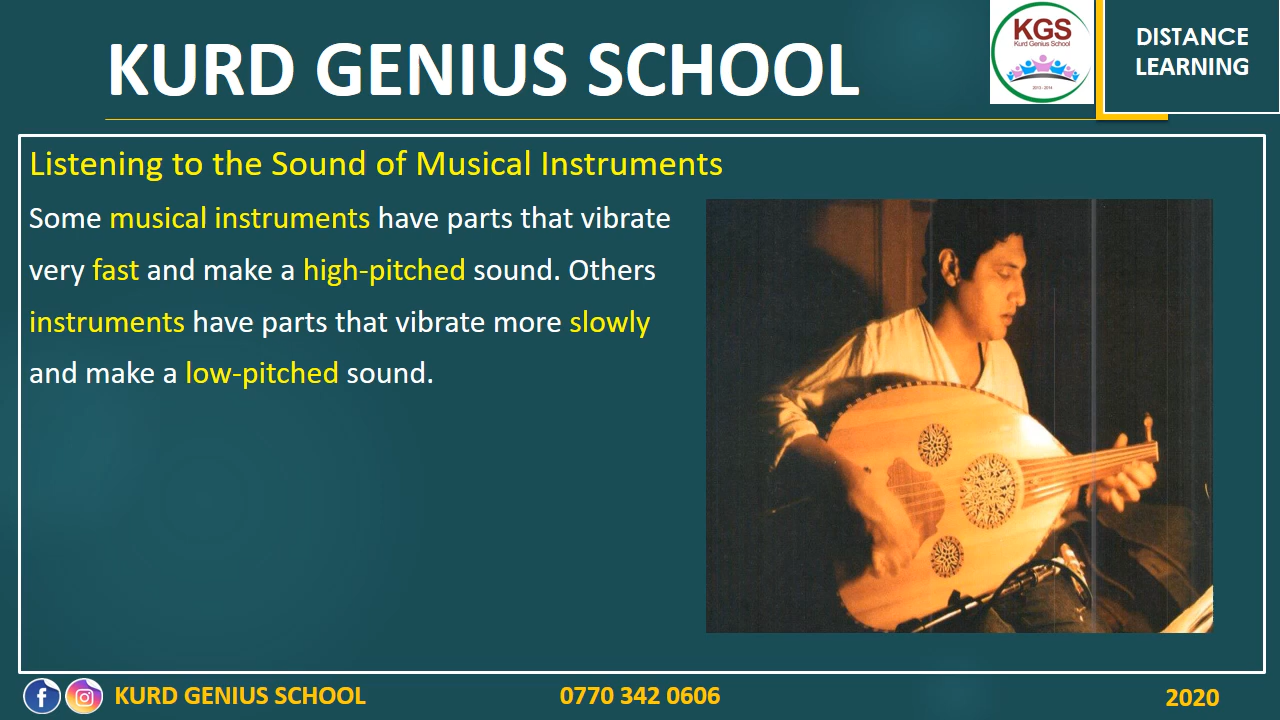 KURD GENIUS SCHOOL
KGS
Kurd Genius School
2013 - 2014
DISTANCE
LEARNING
Listening to the Sound of Musical Instruments
Some musical instruments have parts that vibrate
very fast and make a high-pitched sound. Others
instruments have parts that vibrate more slowly
and make a low-pitched sound.
KURD GENIUS SCHOOL
0770 342 0606
2020